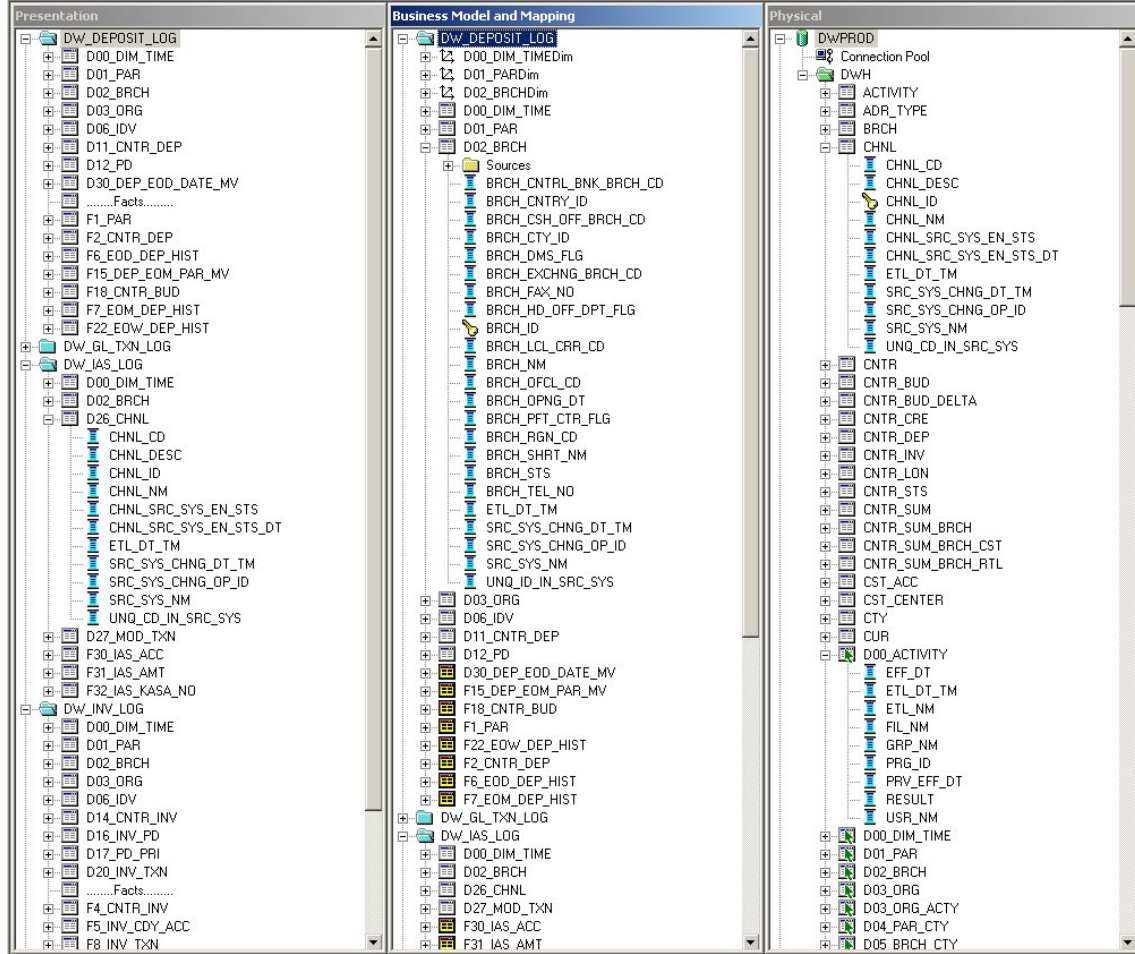 Presentation
DW_DEPOSIT_LOG
D00_DIM_TIME
D01_PAR
D02_BRCH
D03_ORG
D06_IDV
D11_CNTR_DEP
D12_PD
D30_DEP_EOD_DATE_MV
........Facts.........
F1_PAR
F2_CNTR_DEP
F6_EOD_DEP_HIST
F15_DEP_EOM_PAR_MV
F18_CNTR_BUD
F7_EOM_DEP_HIST
F22_EOW_DEP_HIST
DW_GL_TXN_LOG
DW_IAS_LOG
D00_DIM_TIME
D02_BRCH
D26_CHNL
CHNL_CD
CHNL_DESC
CHNL_ID
CHNL_NM
CHNL_SRC_SYS_EN_STS
CHNL_SRC_SYS_EN_STS_DT
ETL_DT_TM
SRC_SYS_CHNG_DT_TM
SRC_SYS_CHNG_OP_ID
SRC_SYS_NM
UNQ_CD_IN_SRC_SYS
D27_MOD_TXN
F30_IAS_ACC
F31_IAS_AMT
F32_IAS_KASA_NO
DW_INV_LOG
D00_DIM_TIME
D01_PAR
D02_BRCH
D03_ORG
D06_IDV
D14_CNTR_INV
D16_INV_PD
D17_PD_PRI
D20_INV_TXN
........Facts.........
F4_CNTR_INV
F5_INV_CDY_ACC
F8_INV_TXN
Business Model and Mapping
DW_DEPOSIT_LOG
D00_DIM_TIMEDim
D01_PARDim
D02_BRCHDim
D00_DIM_TIME
D01_PAR
D02_BRCH
Sources
BRCH_CNTRL_BNK_BRCH_CD
BRCH_CNTRY_ID
BRCH_CSH_OFF_BRCH_CD
BRCH_CTY_ID
BRCH_DMS_FLG
BRCH_EXCHNG_BRCH_CD
BRCH_FAX_NO
BRCH_HD_OFF_DPT_FLG
BRCH_ID
BRCH_LCL_CRR_CD
BRCH_NM
BRCH_OFCL_CD
BRCH_OPNG_DT
BRCH_PFT_CTR_FLG
BRCH_RGN_CD
BRCH_SHRT_NM
BRCH_STS
BRCH_TEL_NO
ETL_DT_TM
SRC_SYS_CHNG_DT_TM
SRC_SYS_CHNG_OP_ID
SRC_SYS_NM
UNQ_ID_IN_SRC_SYS
D03_ORG
D06_IDV
D11_CNTR_DEP
D12_PD
D30_DEP_EOD_DATE_MV
F15_DEP_EOM_PAR_MV
F18_CNTR_BUD
F1_PAR
F22_EOW_DEP_HIST
F2_CNTR_DEP
F6_EOD_DEP_HIST
F7_EOM_DEP_HIST
DW_GL_TXN_LOG
DW_IAS_LOG
D00_DIM_TIME
D02_BRCH
D26_CHNL
D27_MOD_TXN
F30_IAS_ACC
F31_IAS_AMT
Physical
DWPROD
Connection Pool
DWH
ACTIVITY
ADR_TYPE
BRCH
CHNL
CHNL_CD
CHNL_DESC
CHNL_ID
CHNL_NM
CHNL_SRC_SYS_EN_STS
CHNL_SRC_SYS_EN_STS_DT
ETL_DT_TM
SRC_SYS_CHNG_DT_TM
SRC_SYS_CHNG_OP_ID
SRC_SYS_NM
UNQ_CD_IN_SRC_SYS
CNTR
CNTR_BUD
CNTR_BUD_DELTA
CNTR_CRE
CNTR_DEP
CNTR_INV
CNTR_LON
CNTR_STS
CNTR_SUM
CNTR_SUM_BRCH
CNTR_SUM_BRCH_CST
CNTR_SUM_BRCH_RTL
CST_ACC
CST_CENTER
CTY
CUR
D00_ACTIVITY
EFF_DT
ETL_DT_TM
ETL_NM
FIL_NM
GRP_NM
PRG_ID
PRV_EFF_DT
RESULT
USR_NM
D00_DIM_TIME
D01_PAR
D02_BRCH
D03_ORG
D03_ORG_ACTY
D04_PAR_CTY
D05_BRCH_CTY